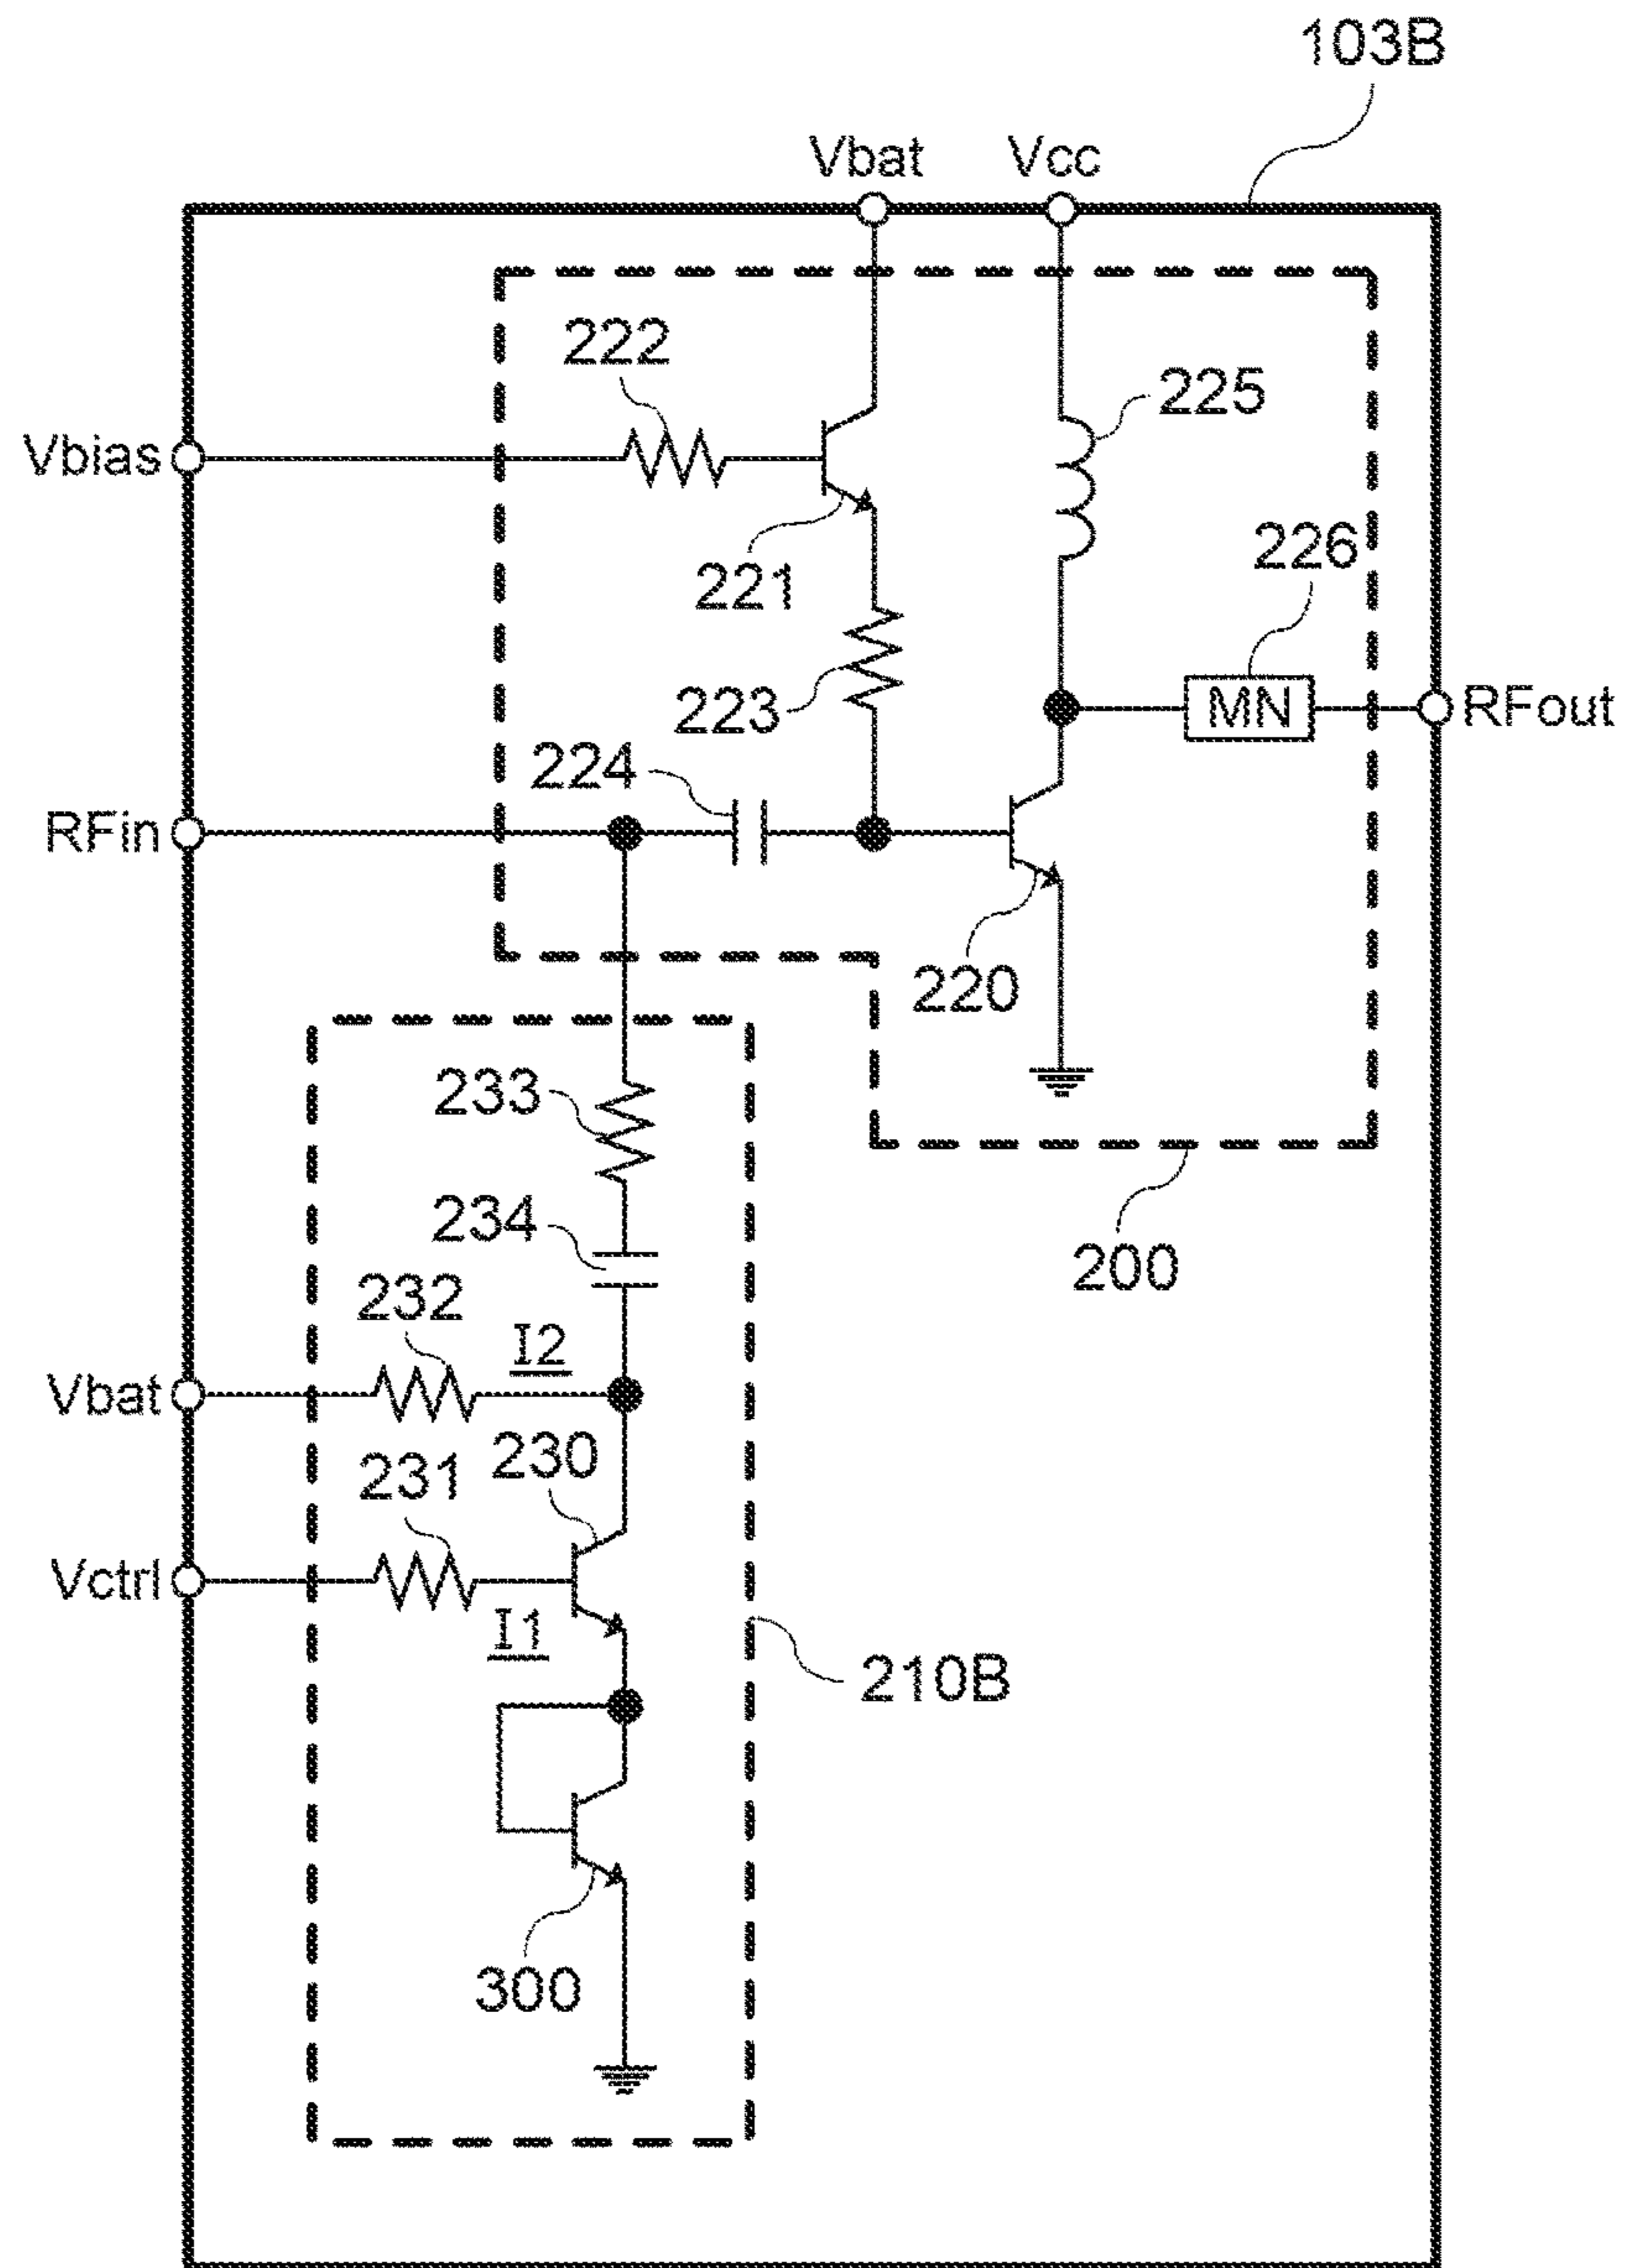 103B
Vbat Vcc
222
225
Vbias
226
221
223
MN
RFout
224
RFin
220
233
234
200
232
I2
Vbat
230
231
Vctrl
I1
210B
300